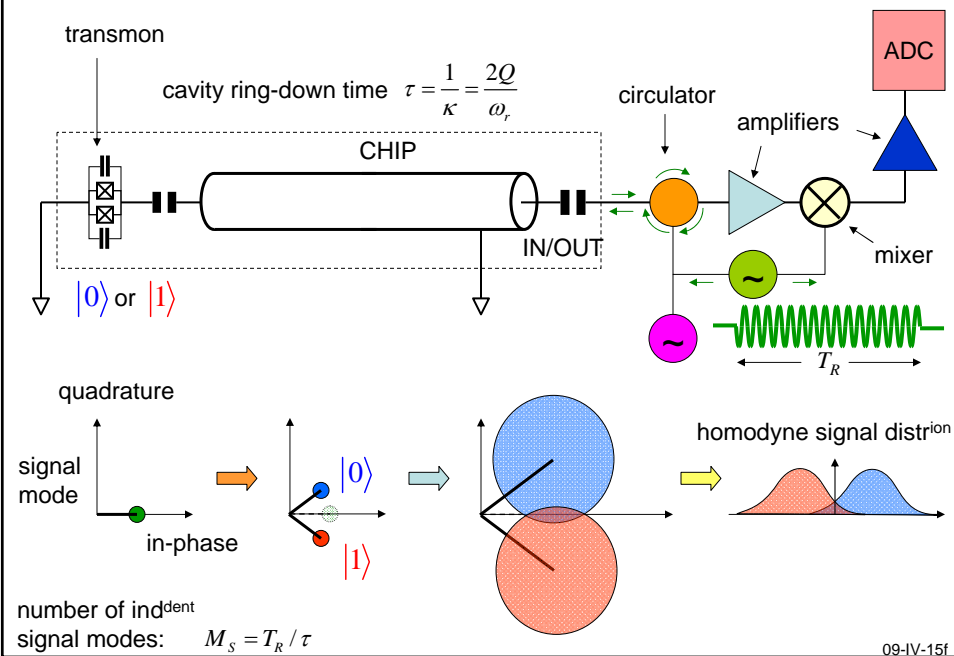 transmon
ADC
cavity ring-down time τ = 1/κ = 2Q/ω_r
circulator
amplifiers
CHIP
IN/OUT
mixer
|0⟩ or |1⟩
~
~
T_R
quadrature
homodyne signal distr^ion
signal
mode
|0⟩
in-phase
|1⟩
number of ind^dent
signal modes: M_S = T_R / τ
09-IV-15f